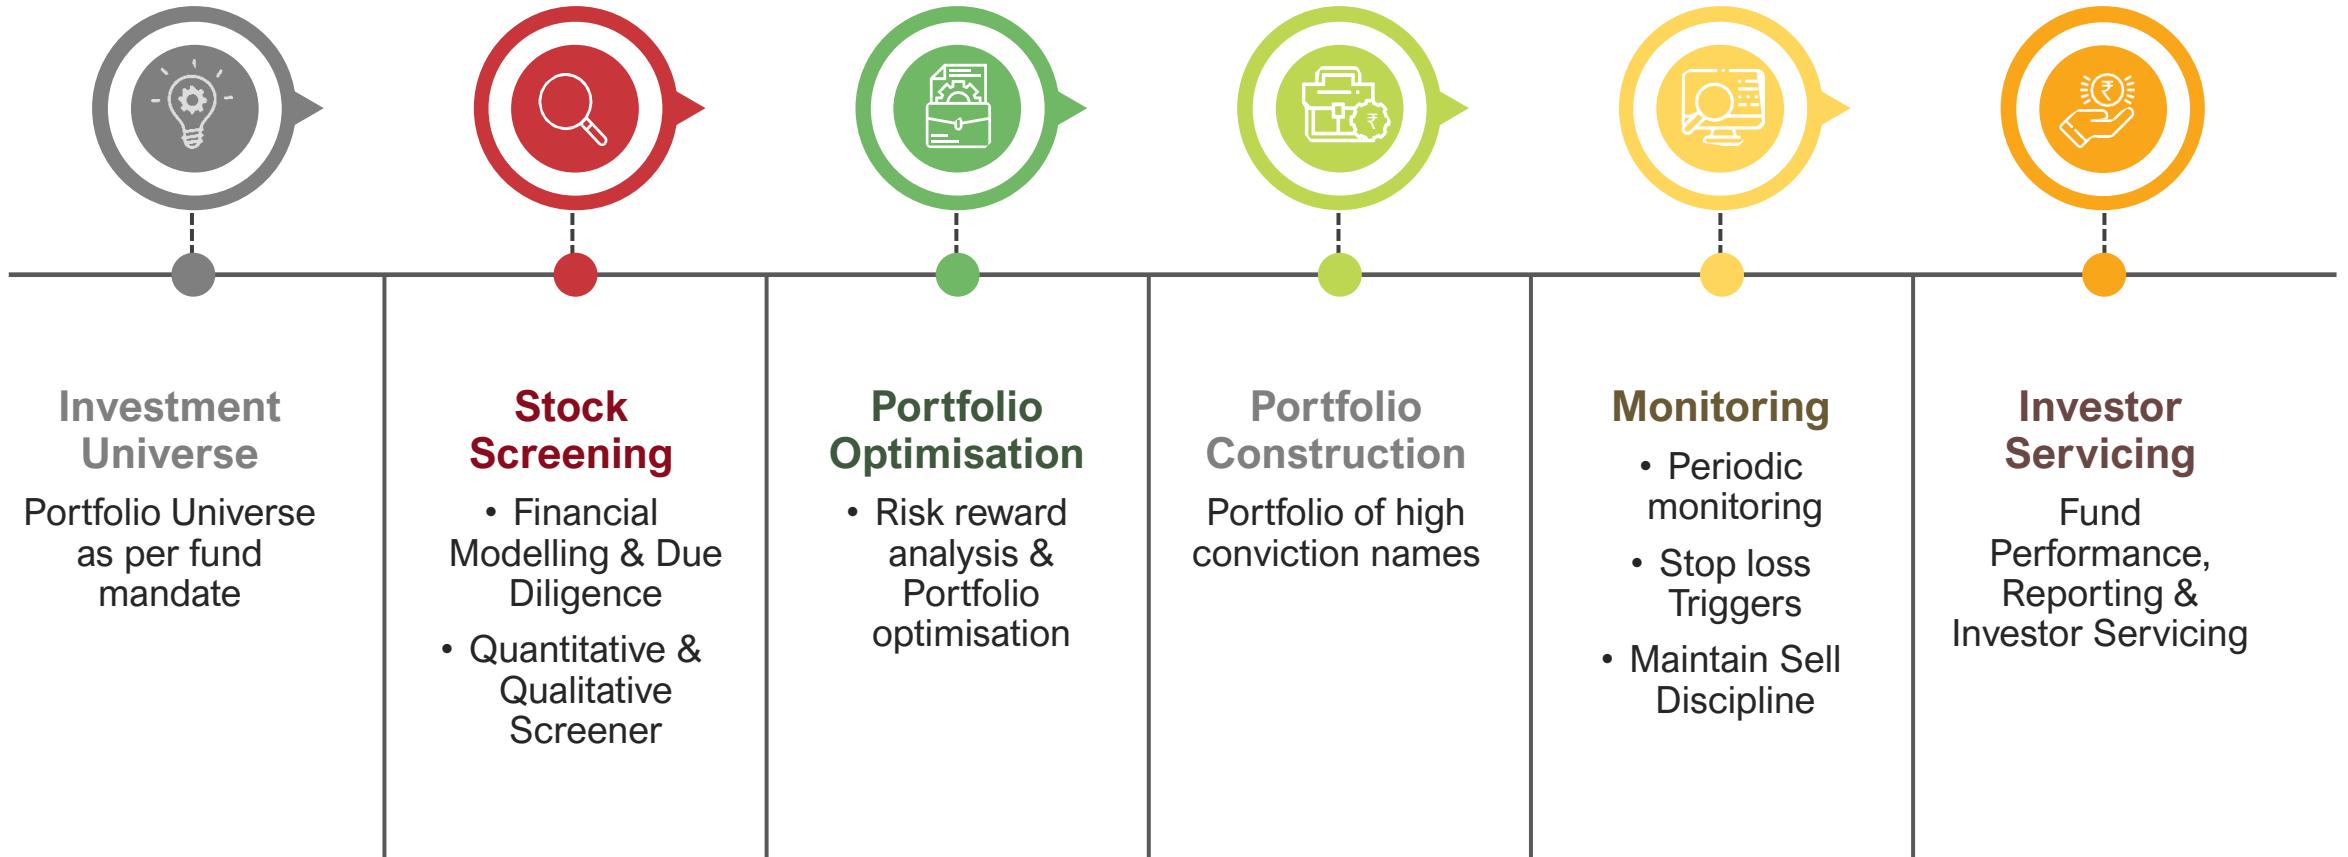 Investment
Universe
Portfolio Universe
as per fund
mandate
Stock
Screening
• Financial
Modelling & Due
Diligence
• Quantitative &
Qualitative
Screener
Portfolio
Optimisation
• Risk reward
analysis &
Portfolio
optimisation
₹
Portfolio
Construction
Portfolio of high
conviction names
Monitoring
• Periodic
monitoring
• Stop loss
Triggers
• Maintain Sell
Discipline
₹
Investor
Servicing
Fund
Performance,
Reporting &
Investor Servicing